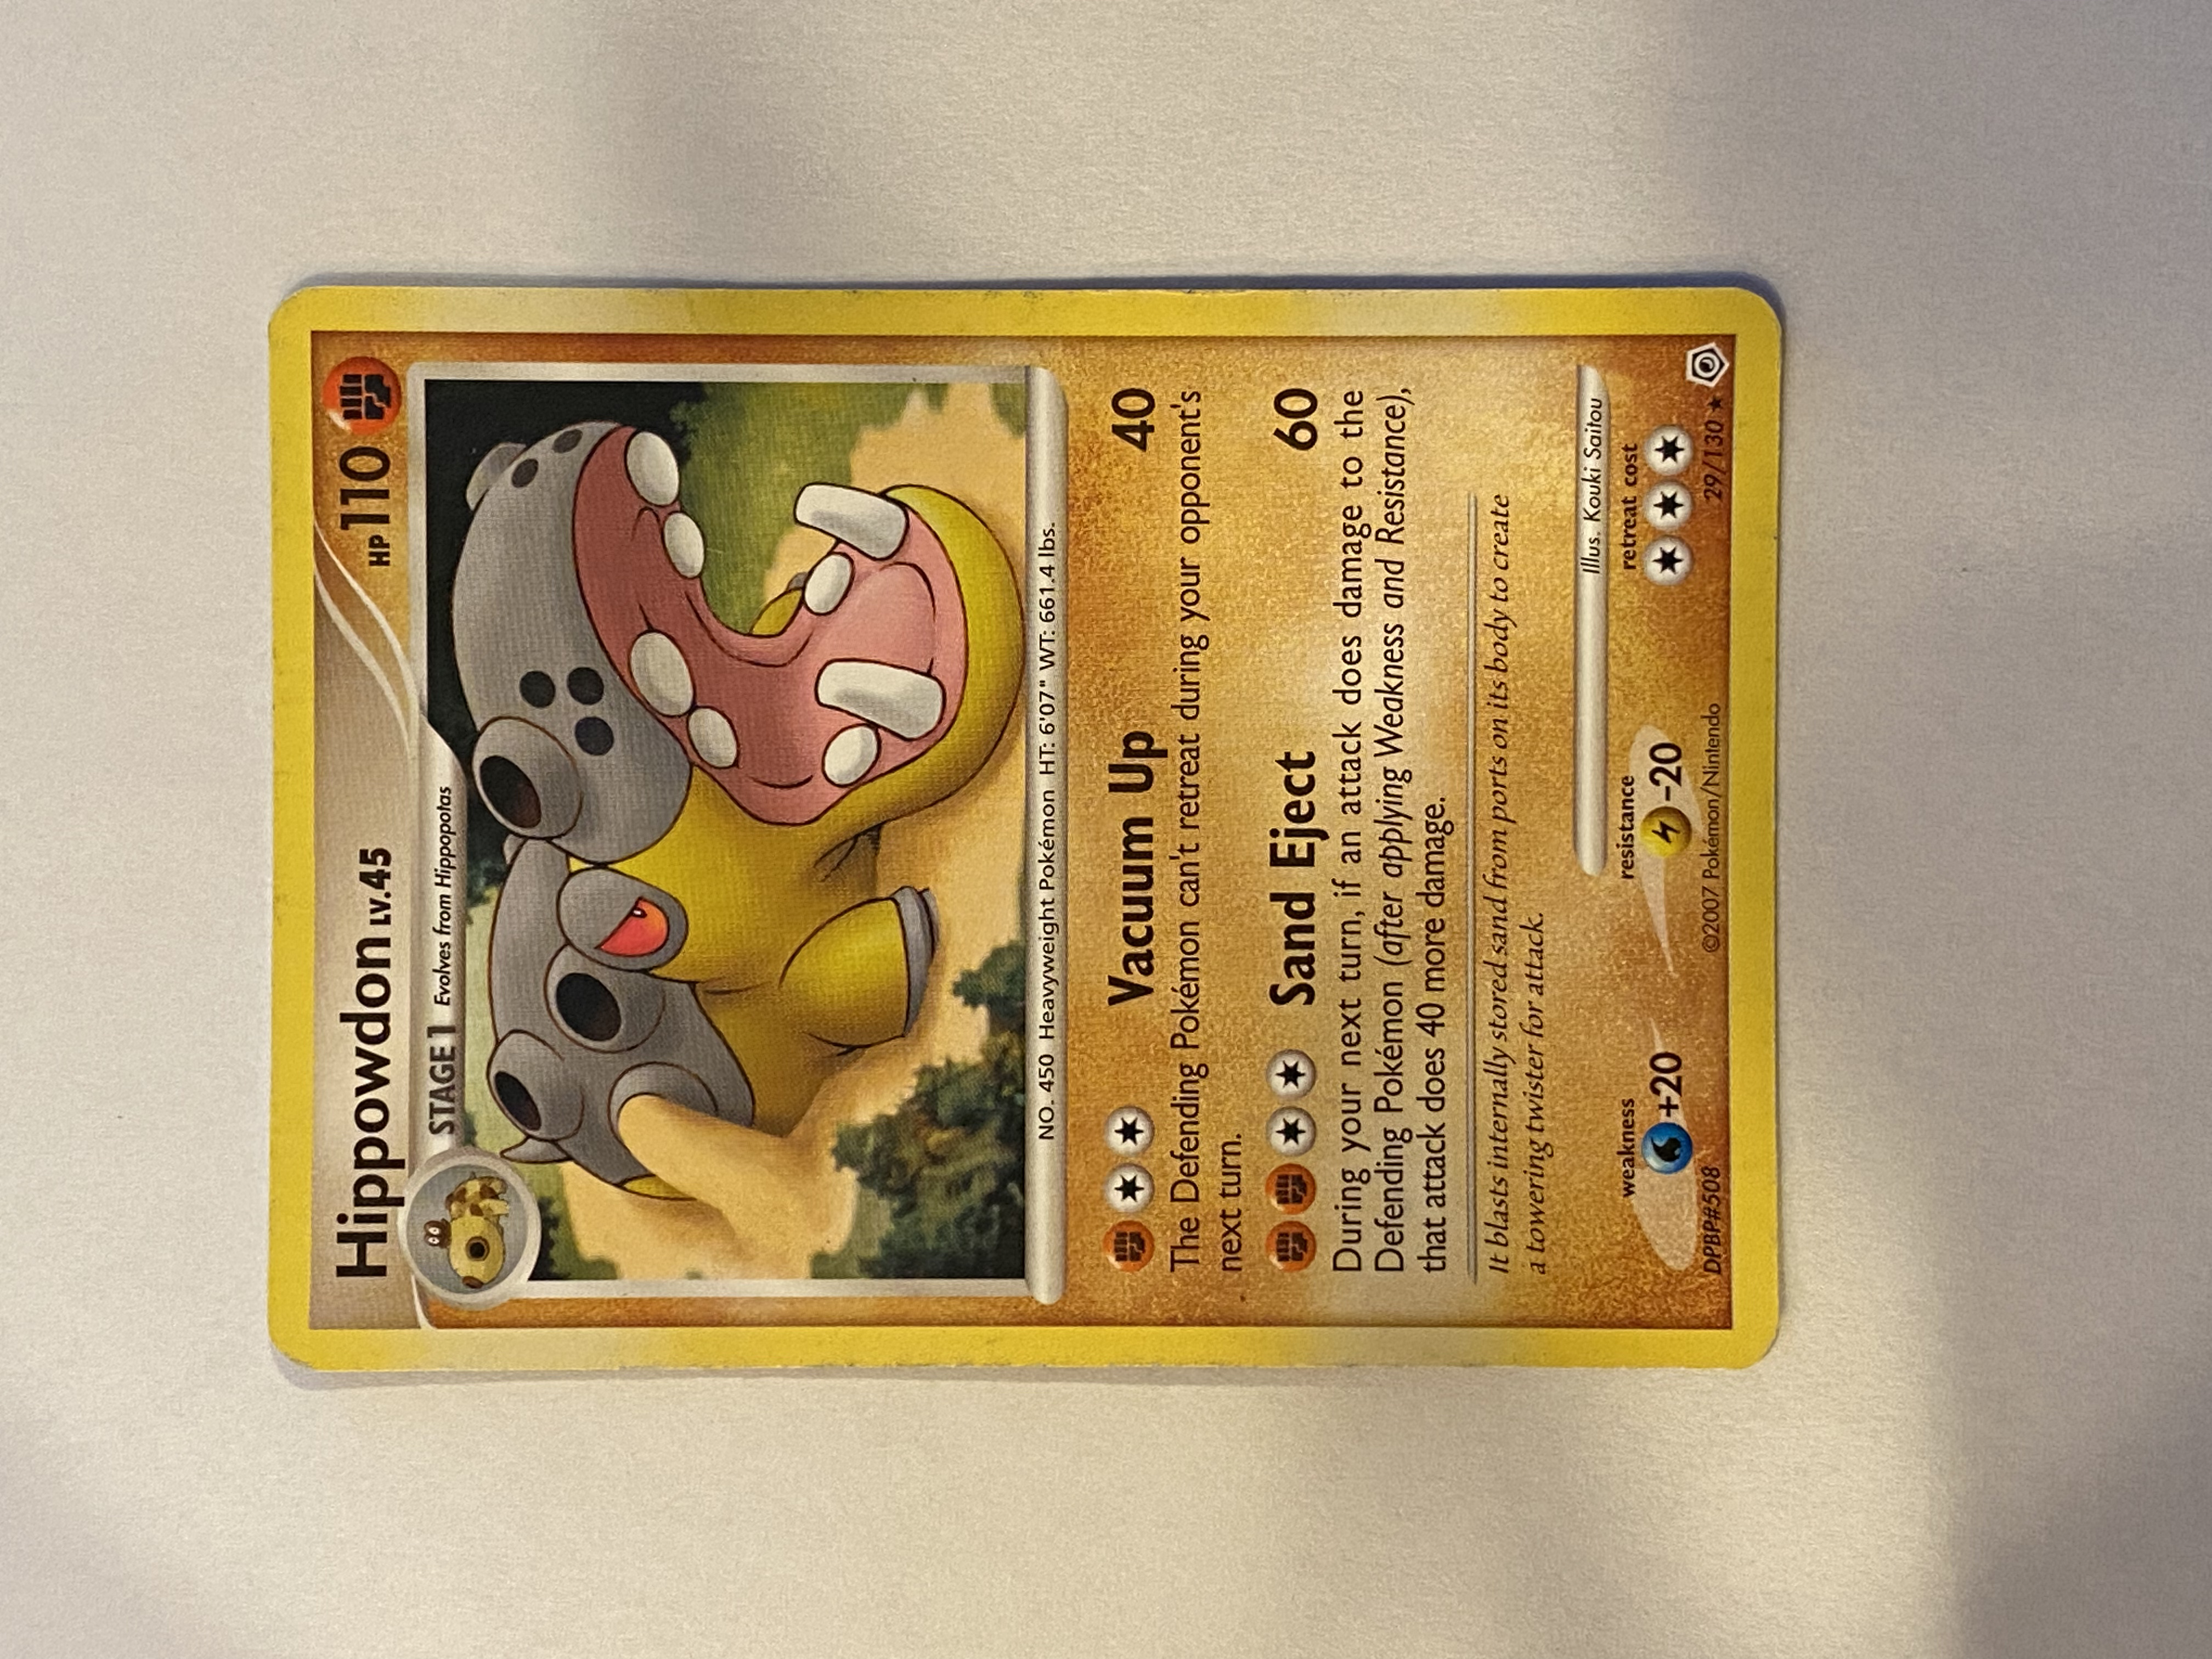 Hippowdon LV.45 HP 110
STAGE 1 Evolves from Hippopotas
NO. 450 Heavyweight Pokémon HT: 6'07" WT: 661.4 lbs.
Vacuum Up 40
The Defending Pokémon can't retreat during your opponent's
next turn.
Sand Eject 60
During your next turn, if an attack does damage to the
Defending Pokémon (after applying Weakness and Resistance),
that attack does 40 more damage.
It blasts internally stored sand from ports on its body to create
a towering twister for attack.
Illus. Kouki Saitou
weakness resistance retreat cost
+20 -20
DPBP#508 ©2007 Pokémon/Nintendo 29/130 ★